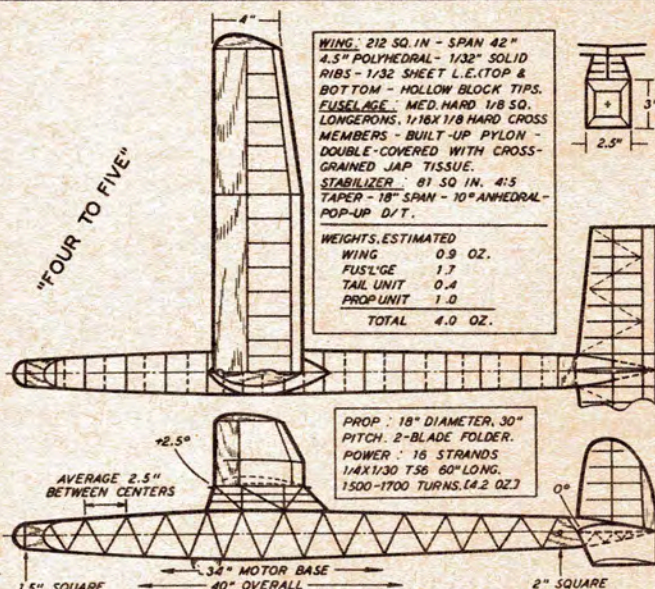 4"
WING: 212 SQ. IN - SPAN 42"
4.5" POLYHEDRAL - 1/32" SOLID
RIBS - 1/32 SHEET L.E.(TOP &
BOTTOM - HOLLOW BLOCK TIPS.
FUSELAGE: MED. HARD 1/8 SQ.
LONGERONS, 1/16X1/8 HARD CROSS
MEMBERS - BUILT-UP PYLON -
DOUBLE-COVERED WITH CROSS-
GRAINED JAP TISSUE.
STABILIZER: 81 SQ IN. 4:5
TAPER - 18" SPAN - 10° ANHEDRAL-
POP-UP D/T.
WEIGHTS, ESTIMATED
WING 0.9 OZ.
FUS'L'GE 1.7
TAIL UNIT 0.4
PROP UNIT 1.0
TOTAL 4.0 OZ.
3"
2.5"
"FOUR TO FIVE"
PROP: 18" DIAMETER, 30"
PITCH. 2-BLADE FOLDER.
POWER: 16 STRANDS
1/4X1/30 T56 60" LONG.
1500-1700 TURNS.(4.2 OZ.)
+2.5°
AVERAGE 2.5"
BETWEEN CENTERS
0°
34" MOTOR BASE
40" OVERALL
1.5" SQUARE
2" SQUARE